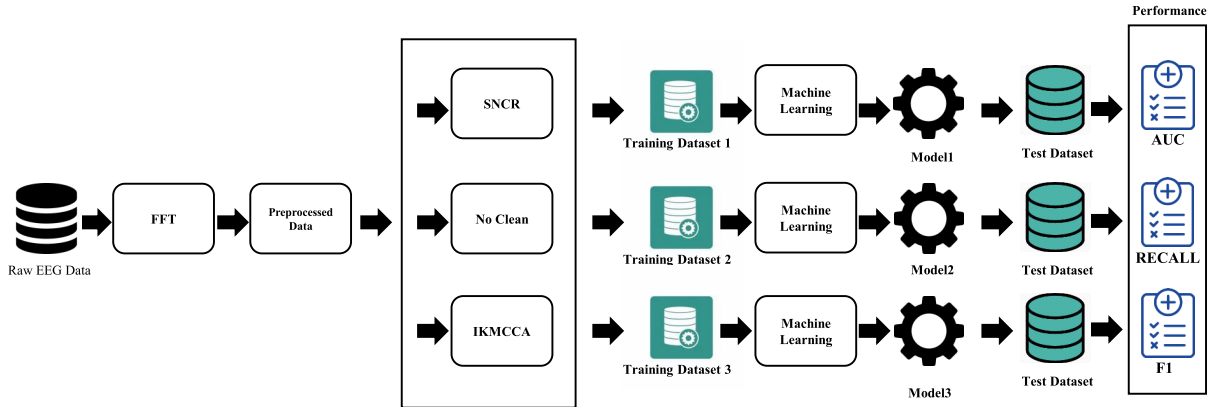 Performance
SNCR
Machine
Learning
Training Dataset 1
Model1
Test Dataset
AUC
Raw EEG Data
FFT
Preprocessed
Data
No Clean
Machine
Learning
Training Dataset 2
Model2
Test Dataset
RECALL
IKMCCA
Machine
Learning
Training Dataset 3
Model3
Test Dataset
F1